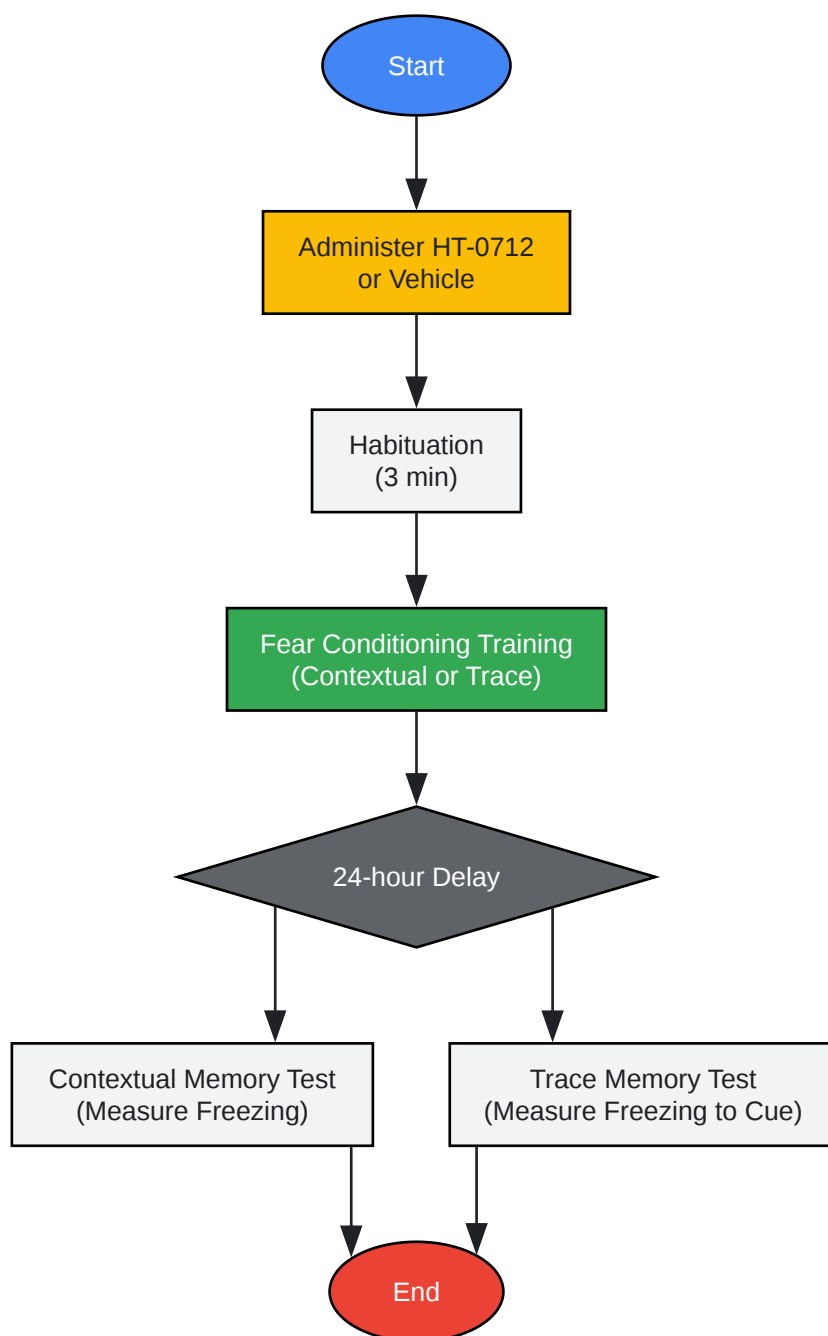 Start
Administer HT-0712
or Vehicle
Habituation
(3 min)
Fear Conditioning Training
(Contextual or Trace)
24-hour Delay
Contextual Memory Test
(Measure Freezing)
Trace Memory Test
(Measure Freezing to Cue)
End